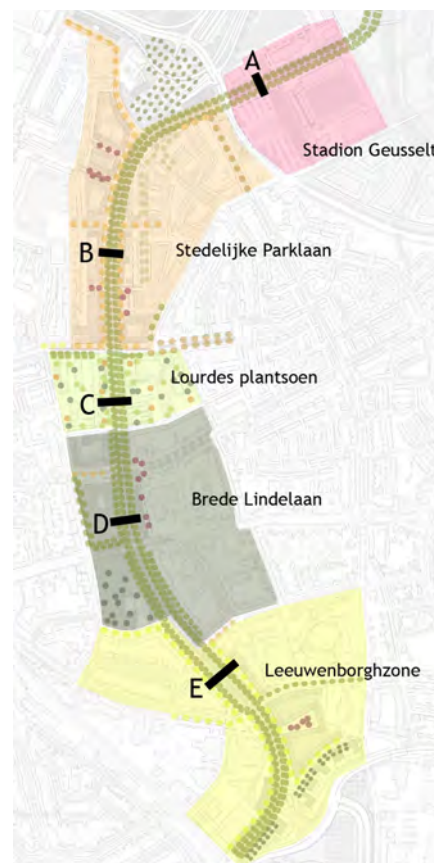 A
Stadion Geusselt
B
Stedelijke Parklaan
Lourdes plantsoen
C
Brede Lindelaan
D
Leeuwenborghzone
E